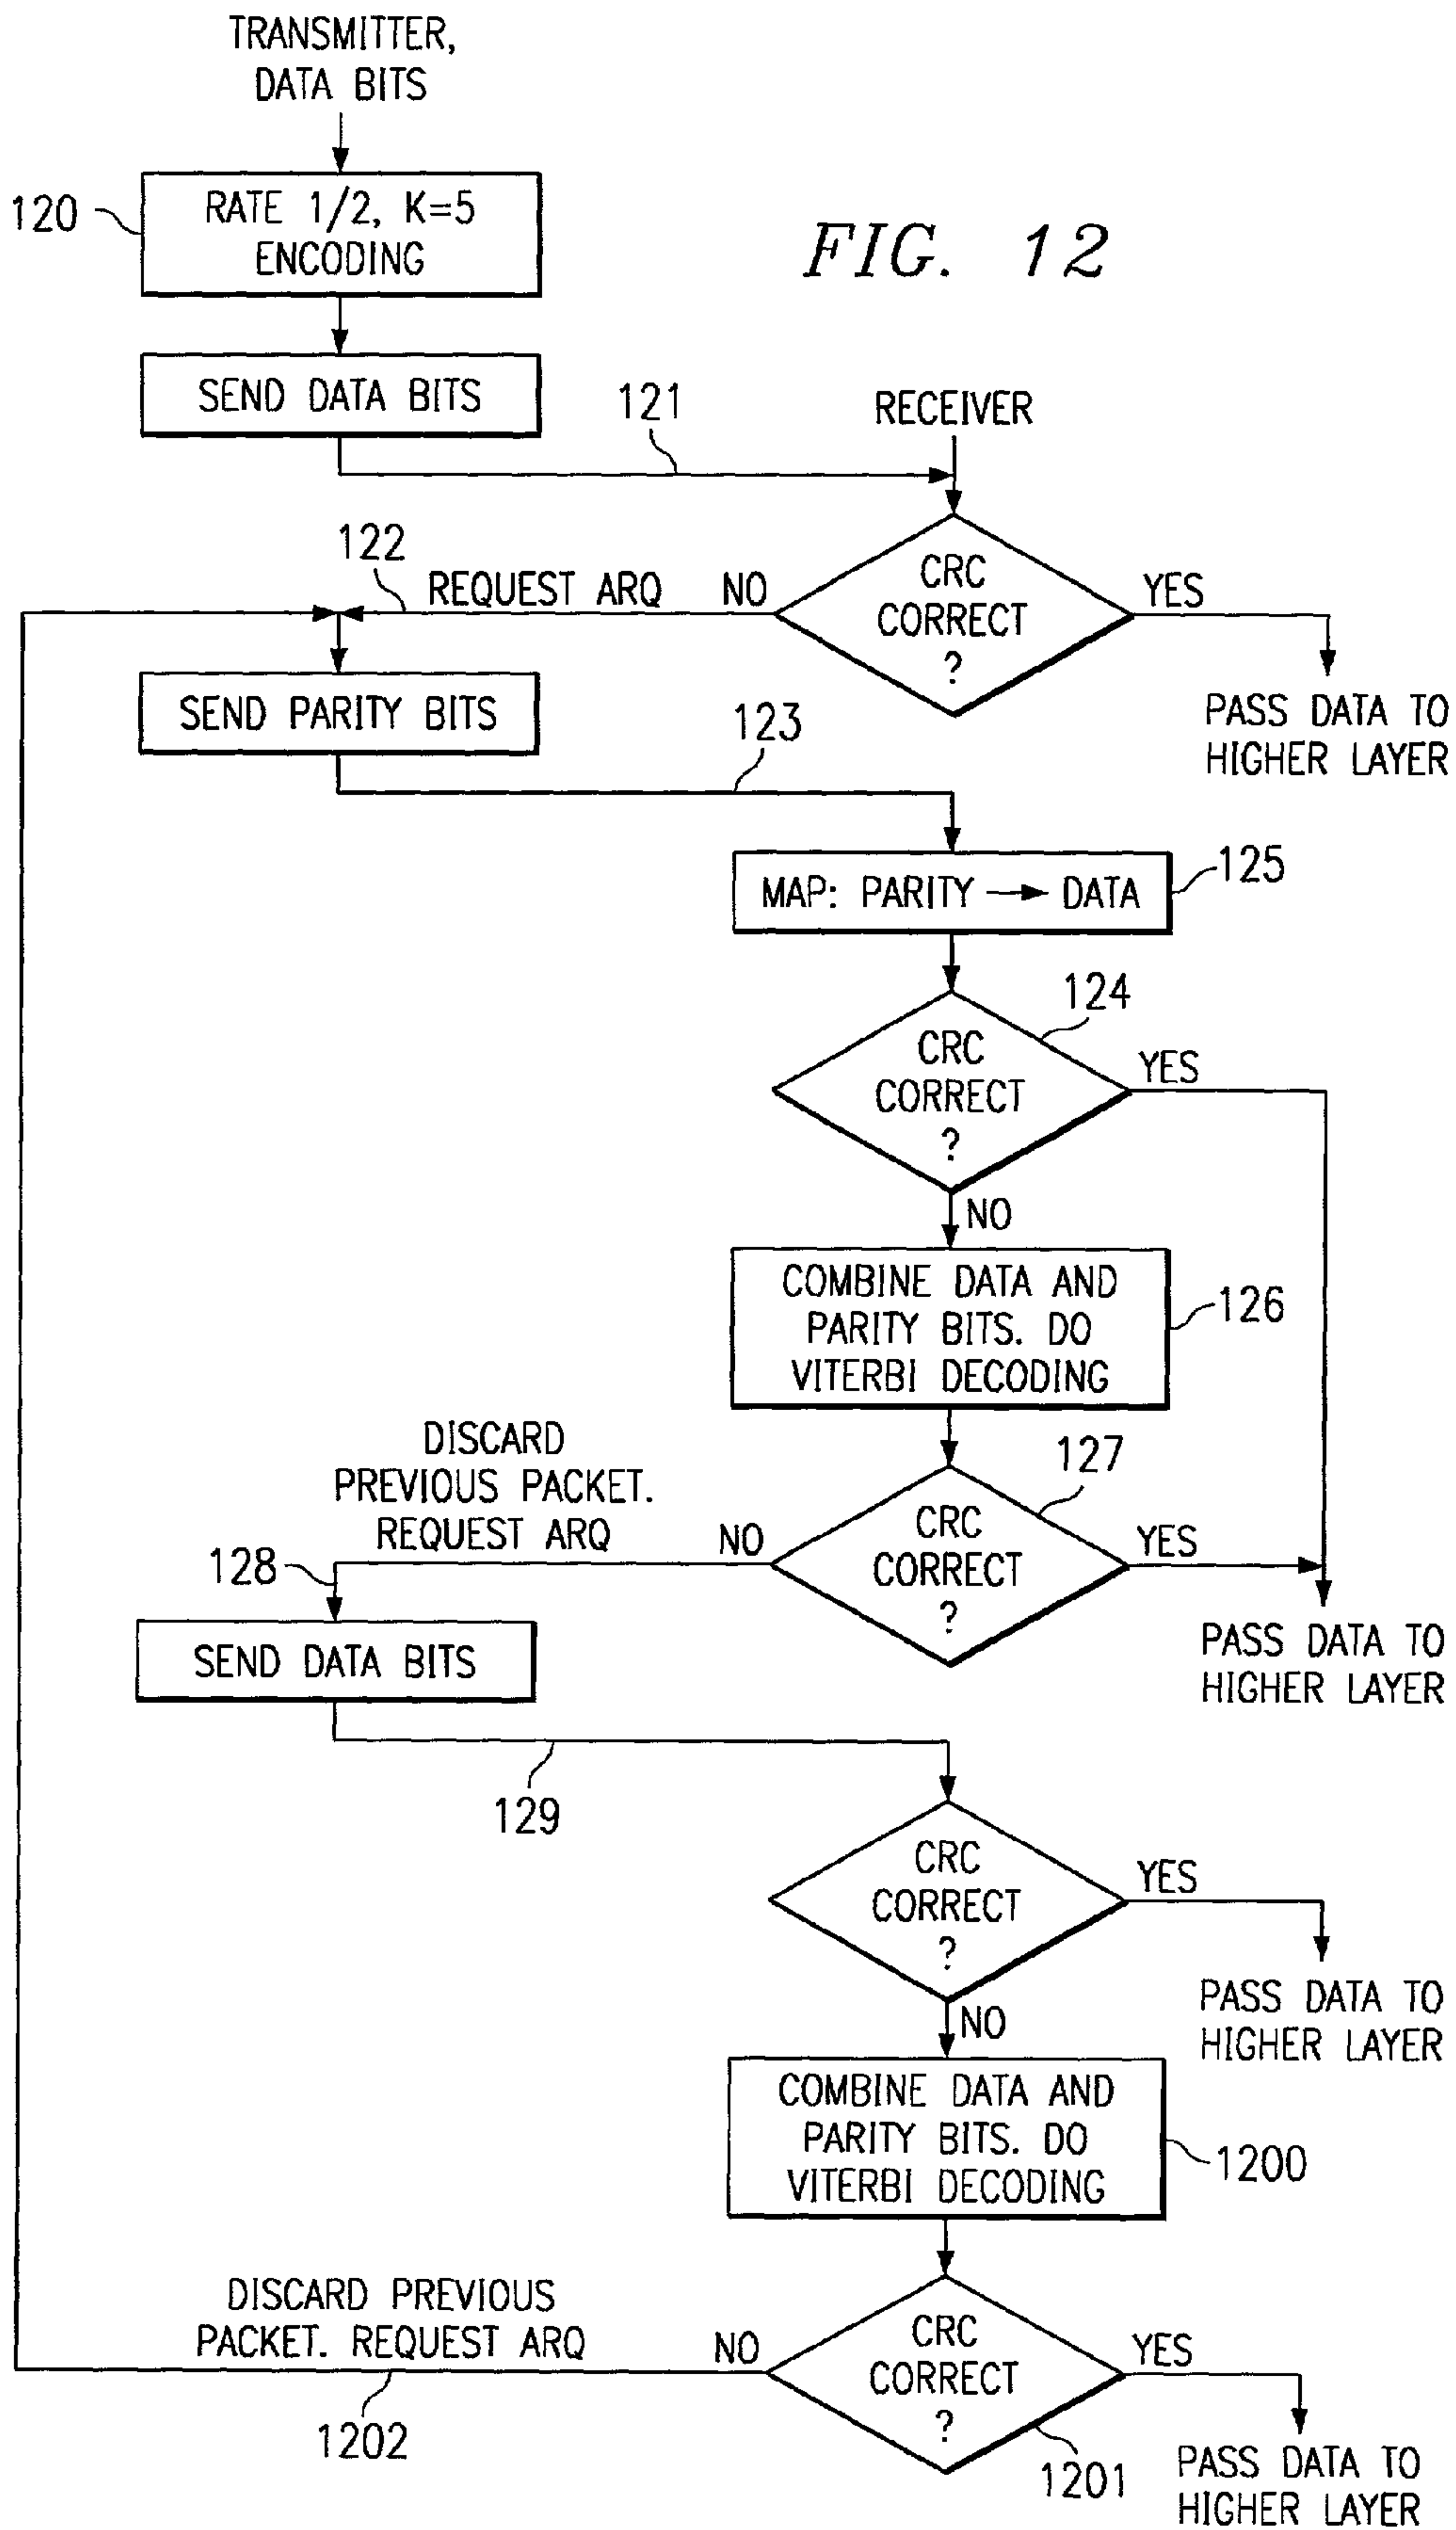 TRANSMITTER,
DATA BITS
120
RATE 1/2, K=5
ENCODING
FIG. 12
SEND DATA BITS
121
RECEIVER
122
REQUEST ARQ
NO
CRC
CORRECT
?
YES
SEND PARITY BITS
123
PASS DATA TO
HIGHER LAYER
MAP: PARITY → DATA
125
124
CRC
CORRECT
?
YES
NO
COMBINE DATA AND
PARITY BITS. DO
VITERBI DECODING
126
DISCARD
PREVIOUS PACKET.
REQUEST ARQ
127
128
NO
CRC
CORRECT
?
YES
SEND DATA BITS
PASS DATA TO
HIGHER LAYER
129
CRC
CORRECT
?
YES
NO
PASS DATA TO
HIGHER LAYER
COMBINE DATA AND
PARITY BITS. DO
VITERBI DECODING
1200
DISCARD PREVIOUS
PACKET. REQUEST ARQ
NO
CRC
CORRECT
?
YES
1202
1201
PASS DATA TO
HIGHER LAYER